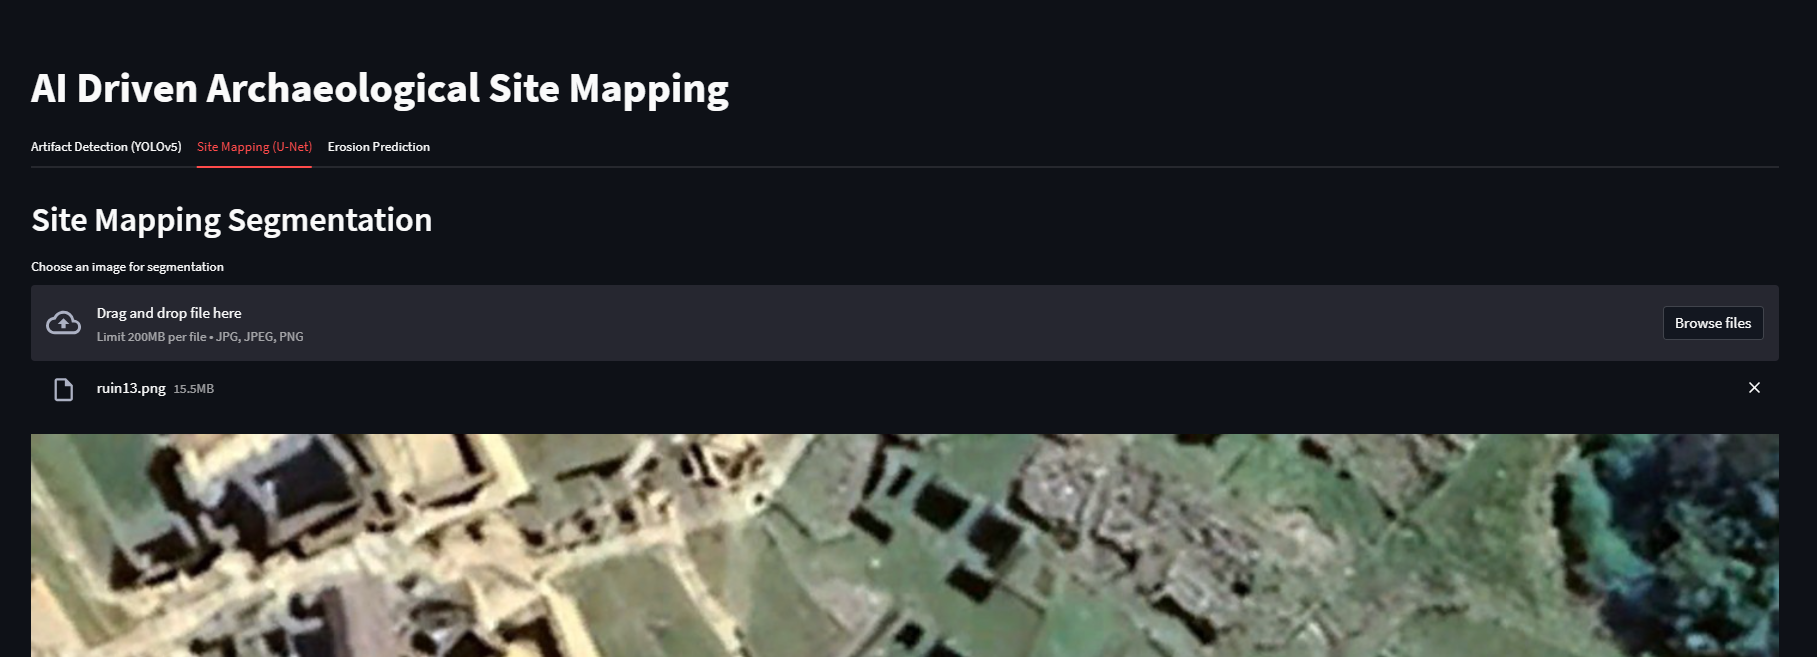 AI Driven Archaeological Site Mapping
Artifact Detection (YOLOv5) Site Mapping (U-Net) Erosion Prediction
Site Mapping Segmentation
Choose an image for segmentation
Drag and drop file here
Limit 200MB per file • JPG, JPEG, PNG
Browse files
ruin13.png 15.5MB